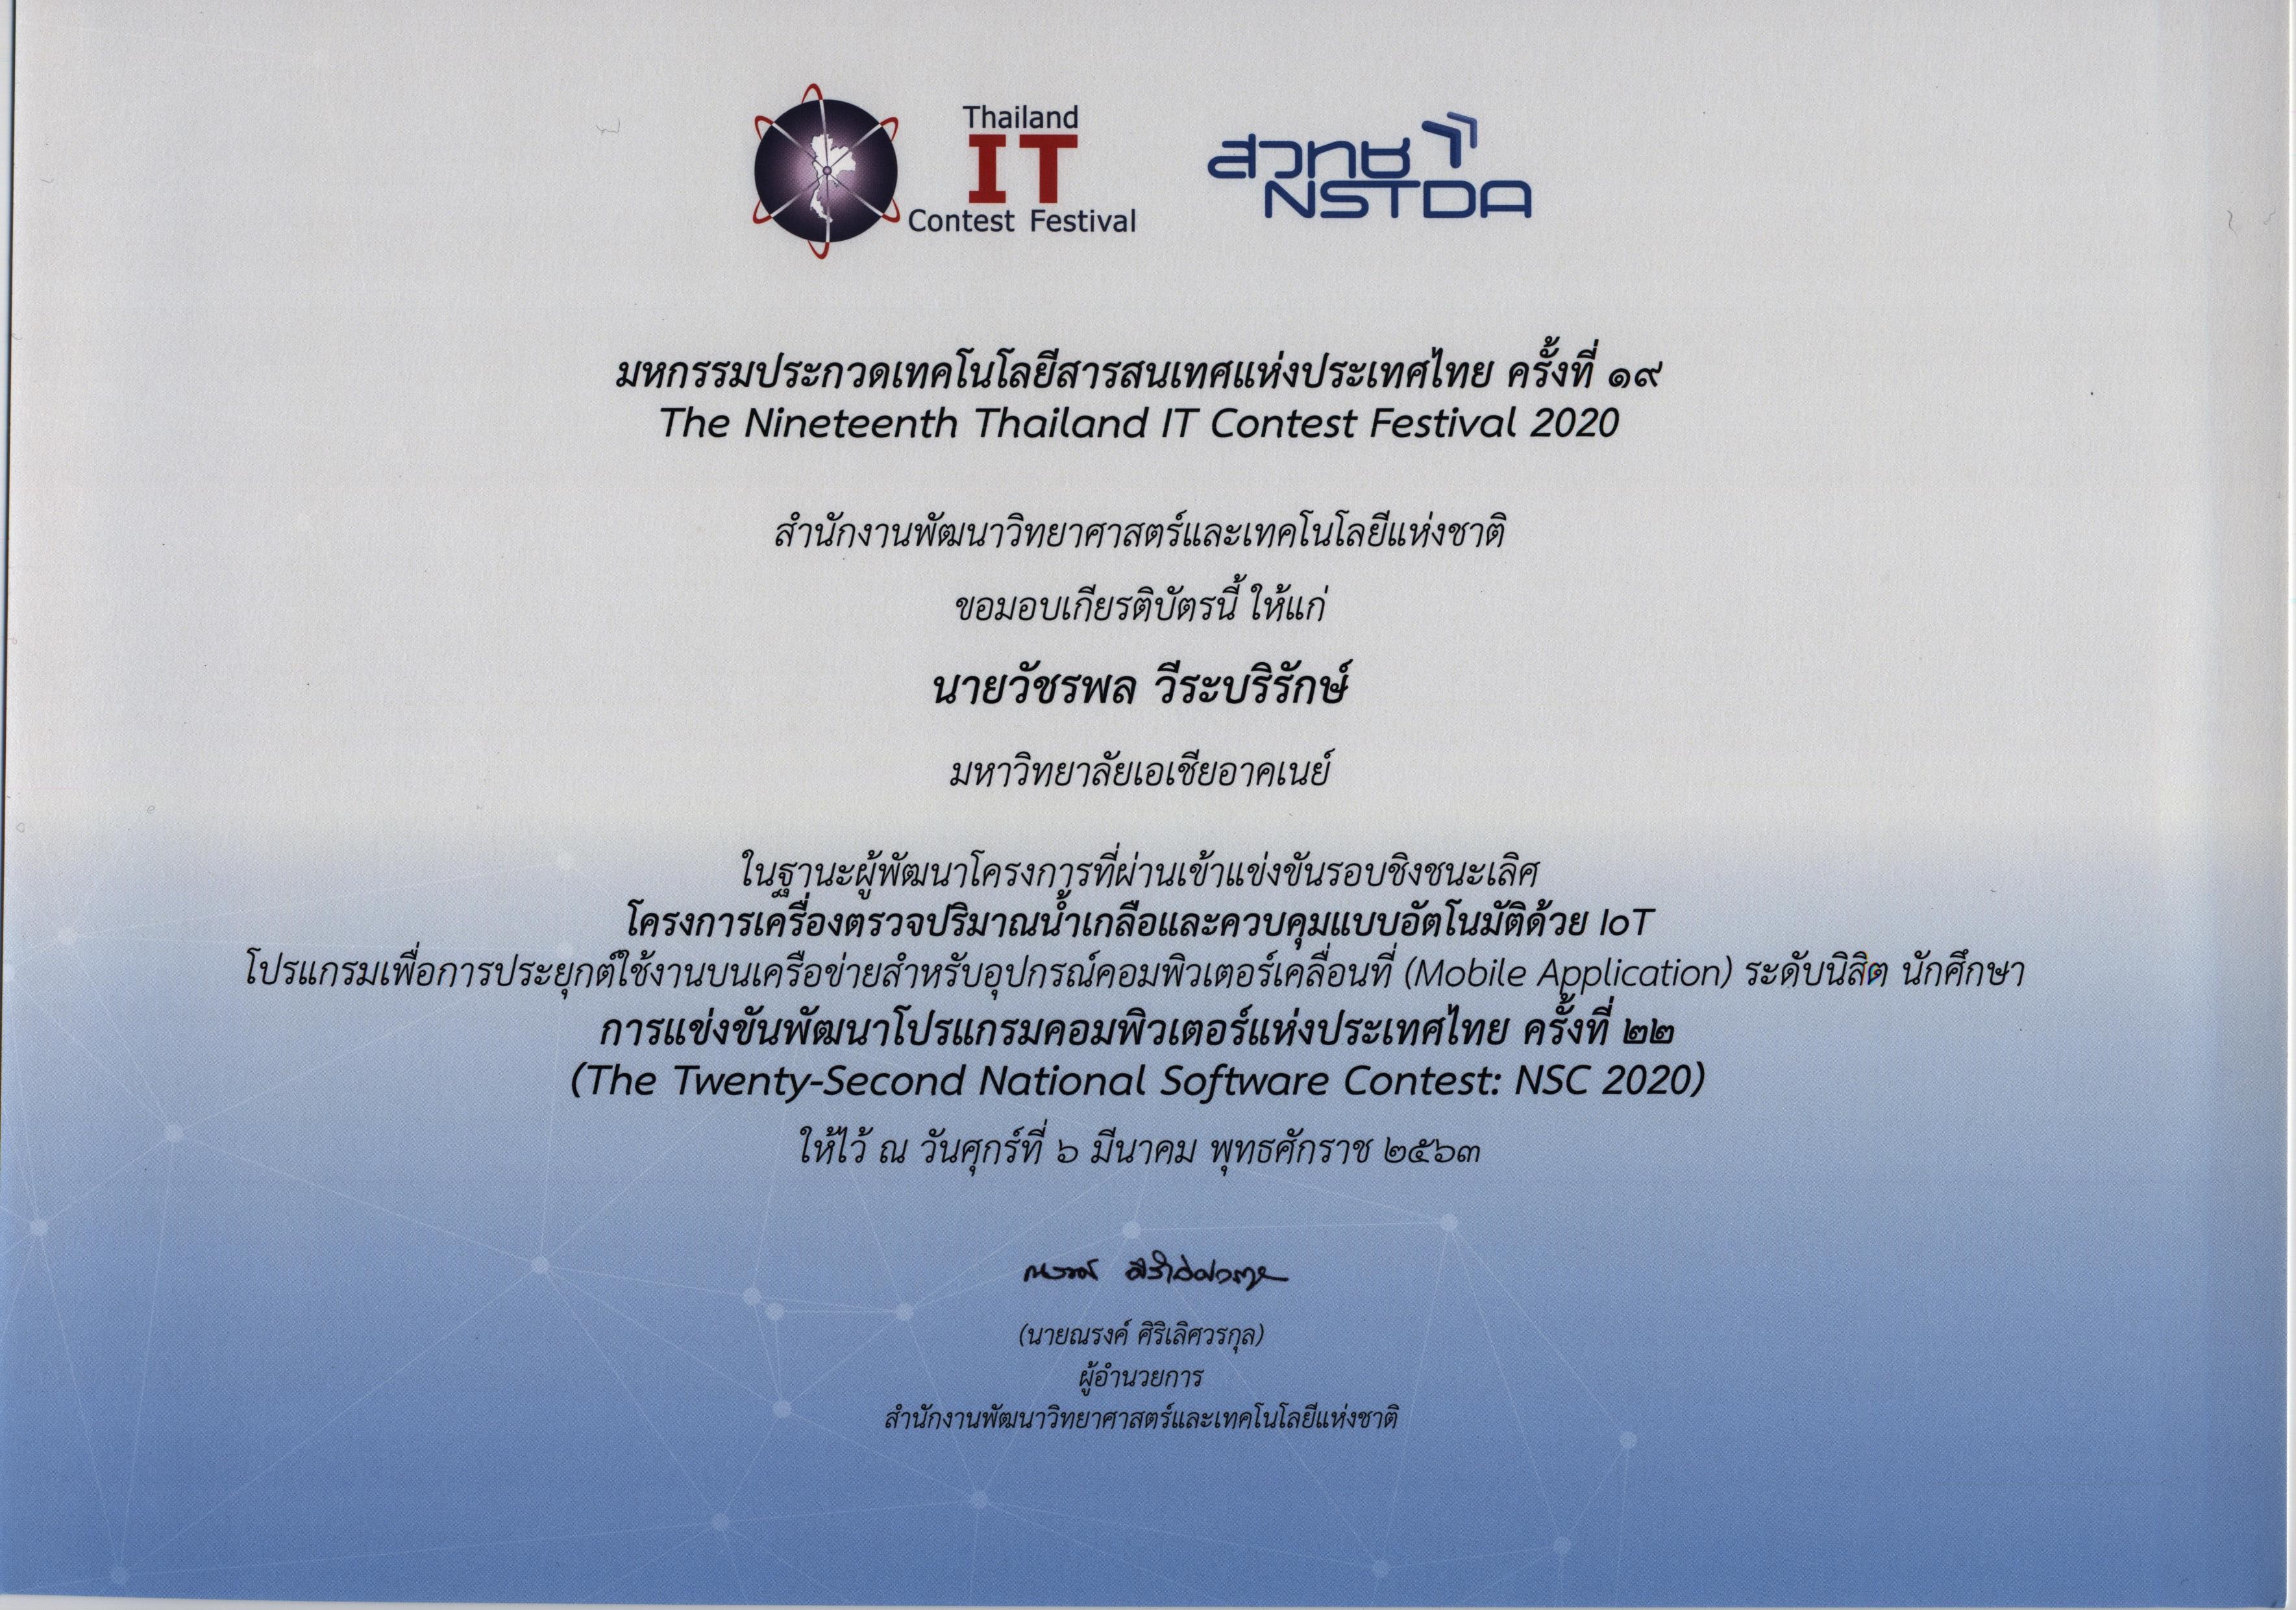 Thailand
IT
Contest Festival
สวทช
NSTDA
มหกรรมประกวดเทคโนโลยีสารสนเทศแห่งประเทศไทย ครั้งที่ ๑๙
The Nineteenth Thailand IT Contest Festival 2020
สำนักงานพัฒนาวิทยาศาสตร์และเทคโนโลยีแห่งชาติ
ขอมอบเกียรติบัตรนี้ ให้แก่
นายวัชรพล วีระบริรักษ์
มหาวิทยาลัยเอเชียอาคเนย์
ในฐานะผู้พัฒนาโครงการที่ผ่านเข้าแข่งขันรอบชิงชนะเลิศ
โครงการเครื่องตรวจปริมาณน้ำเกลือและควบคุมแบบอัตโนมัติด้วย IoT
โปรแกรมเพื่อการประยุกต์ใช้งานบนเครือข่ายสำหรับอุปกรณ์คอมพิวเตอร์เคลื่อนที่ (Mobile Application) ระดับนิสิต นักศึกษา
การแข่งขันพัฒนาโปรแกรมคอมพิวเตอร์แห่งประเทศไทย ครั้งที่ ๒๒
(The Twenty-Second National Software Contest: NSC 2020)
ให้ไว้ ณ วันศุกร์ที่ ๖ มีนาคม พุทธศักราช ๒๕๖๓
ณรงค์ ศิริเลิศวรกุล
(นายณรงค์ ศิริเลิศวรกุล)
ผู้อำนวยการ
สำนักงานพัฒนาวิทยาศาสตร์และเทคโนโลยีแห่งชาติ